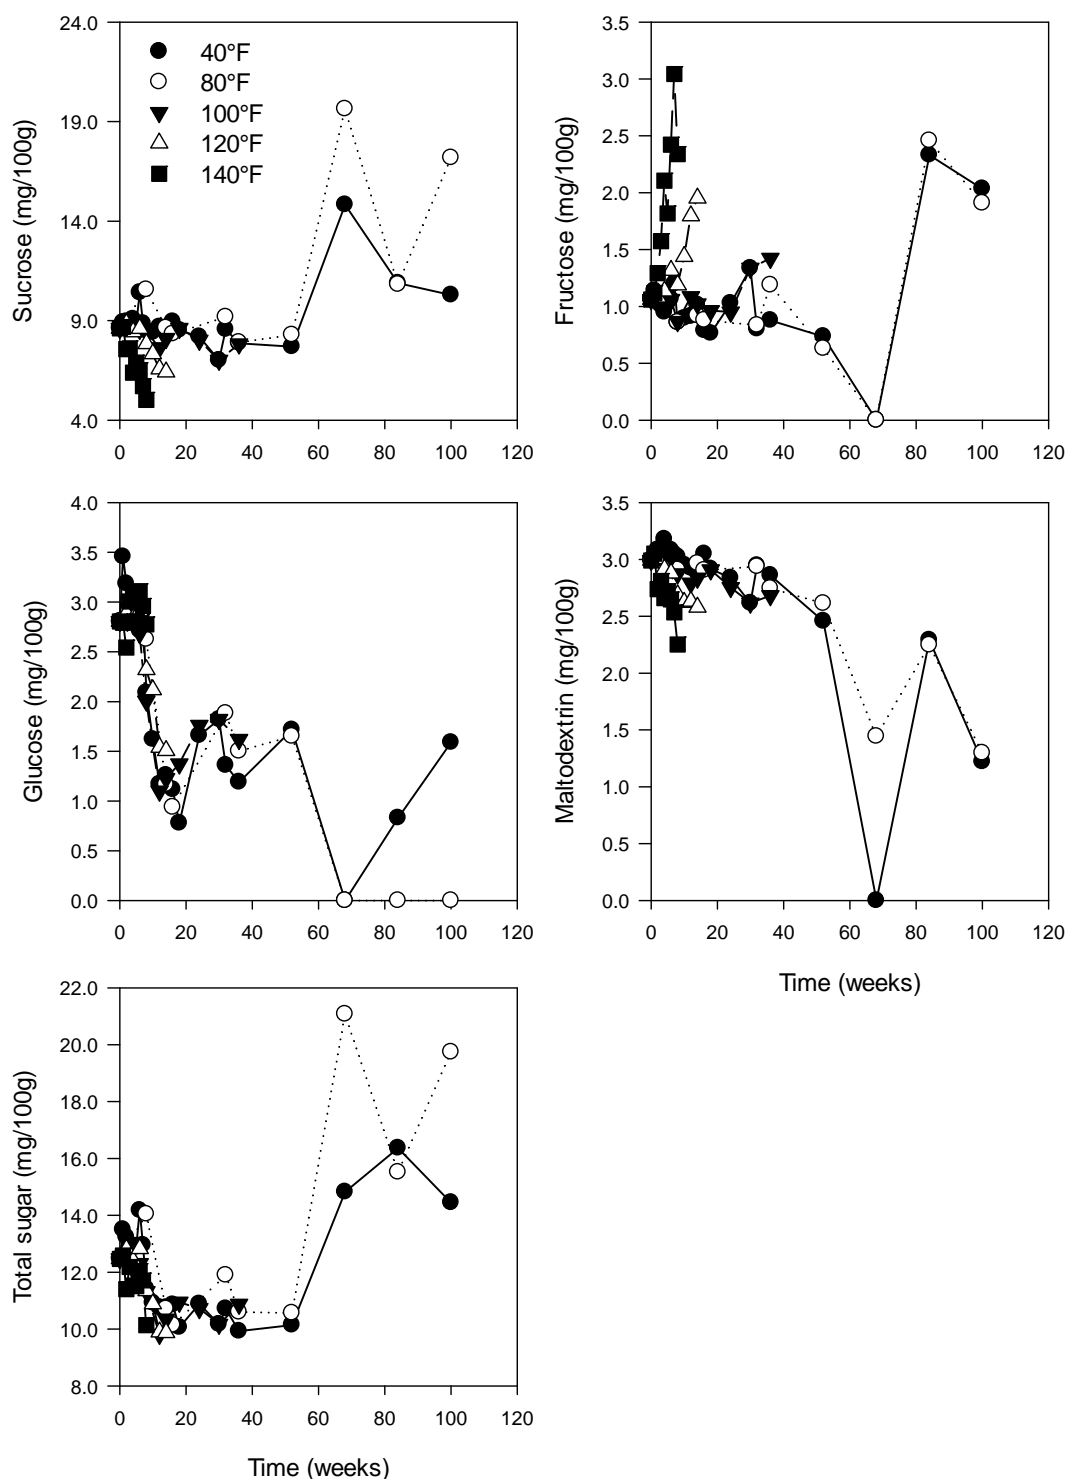 Sucrose (mg/100g)
24.0
19.0
14.0
9.0
4.0
40°F
80°F
100°F
120°F
140°F
0 20 40 60 80 100 120
Fructose (mg/100g)
3.5
3.0
2.5
2.0
1.5
1.0
0.5
0.0
0 20 40 60 80 100 120
Glucose (mg/100g)
4.0
3.5
3.0
2.5
2.0
1.5
1.0
0.5
0.0
0 20 40 60 80 100 120
Maltodextrin (mg/100g)
3.5
3.0
2.5
2.0
1.5
1.0
0.5
0.0
0 20 40 60 80 100 120
Time (weeks)
Total sugar (mg/100g)
22.0
20.0
18.0
16.0
14.0
12.0
10.0
8.0
0 20 40 60 80 100 120
Time (weeks)